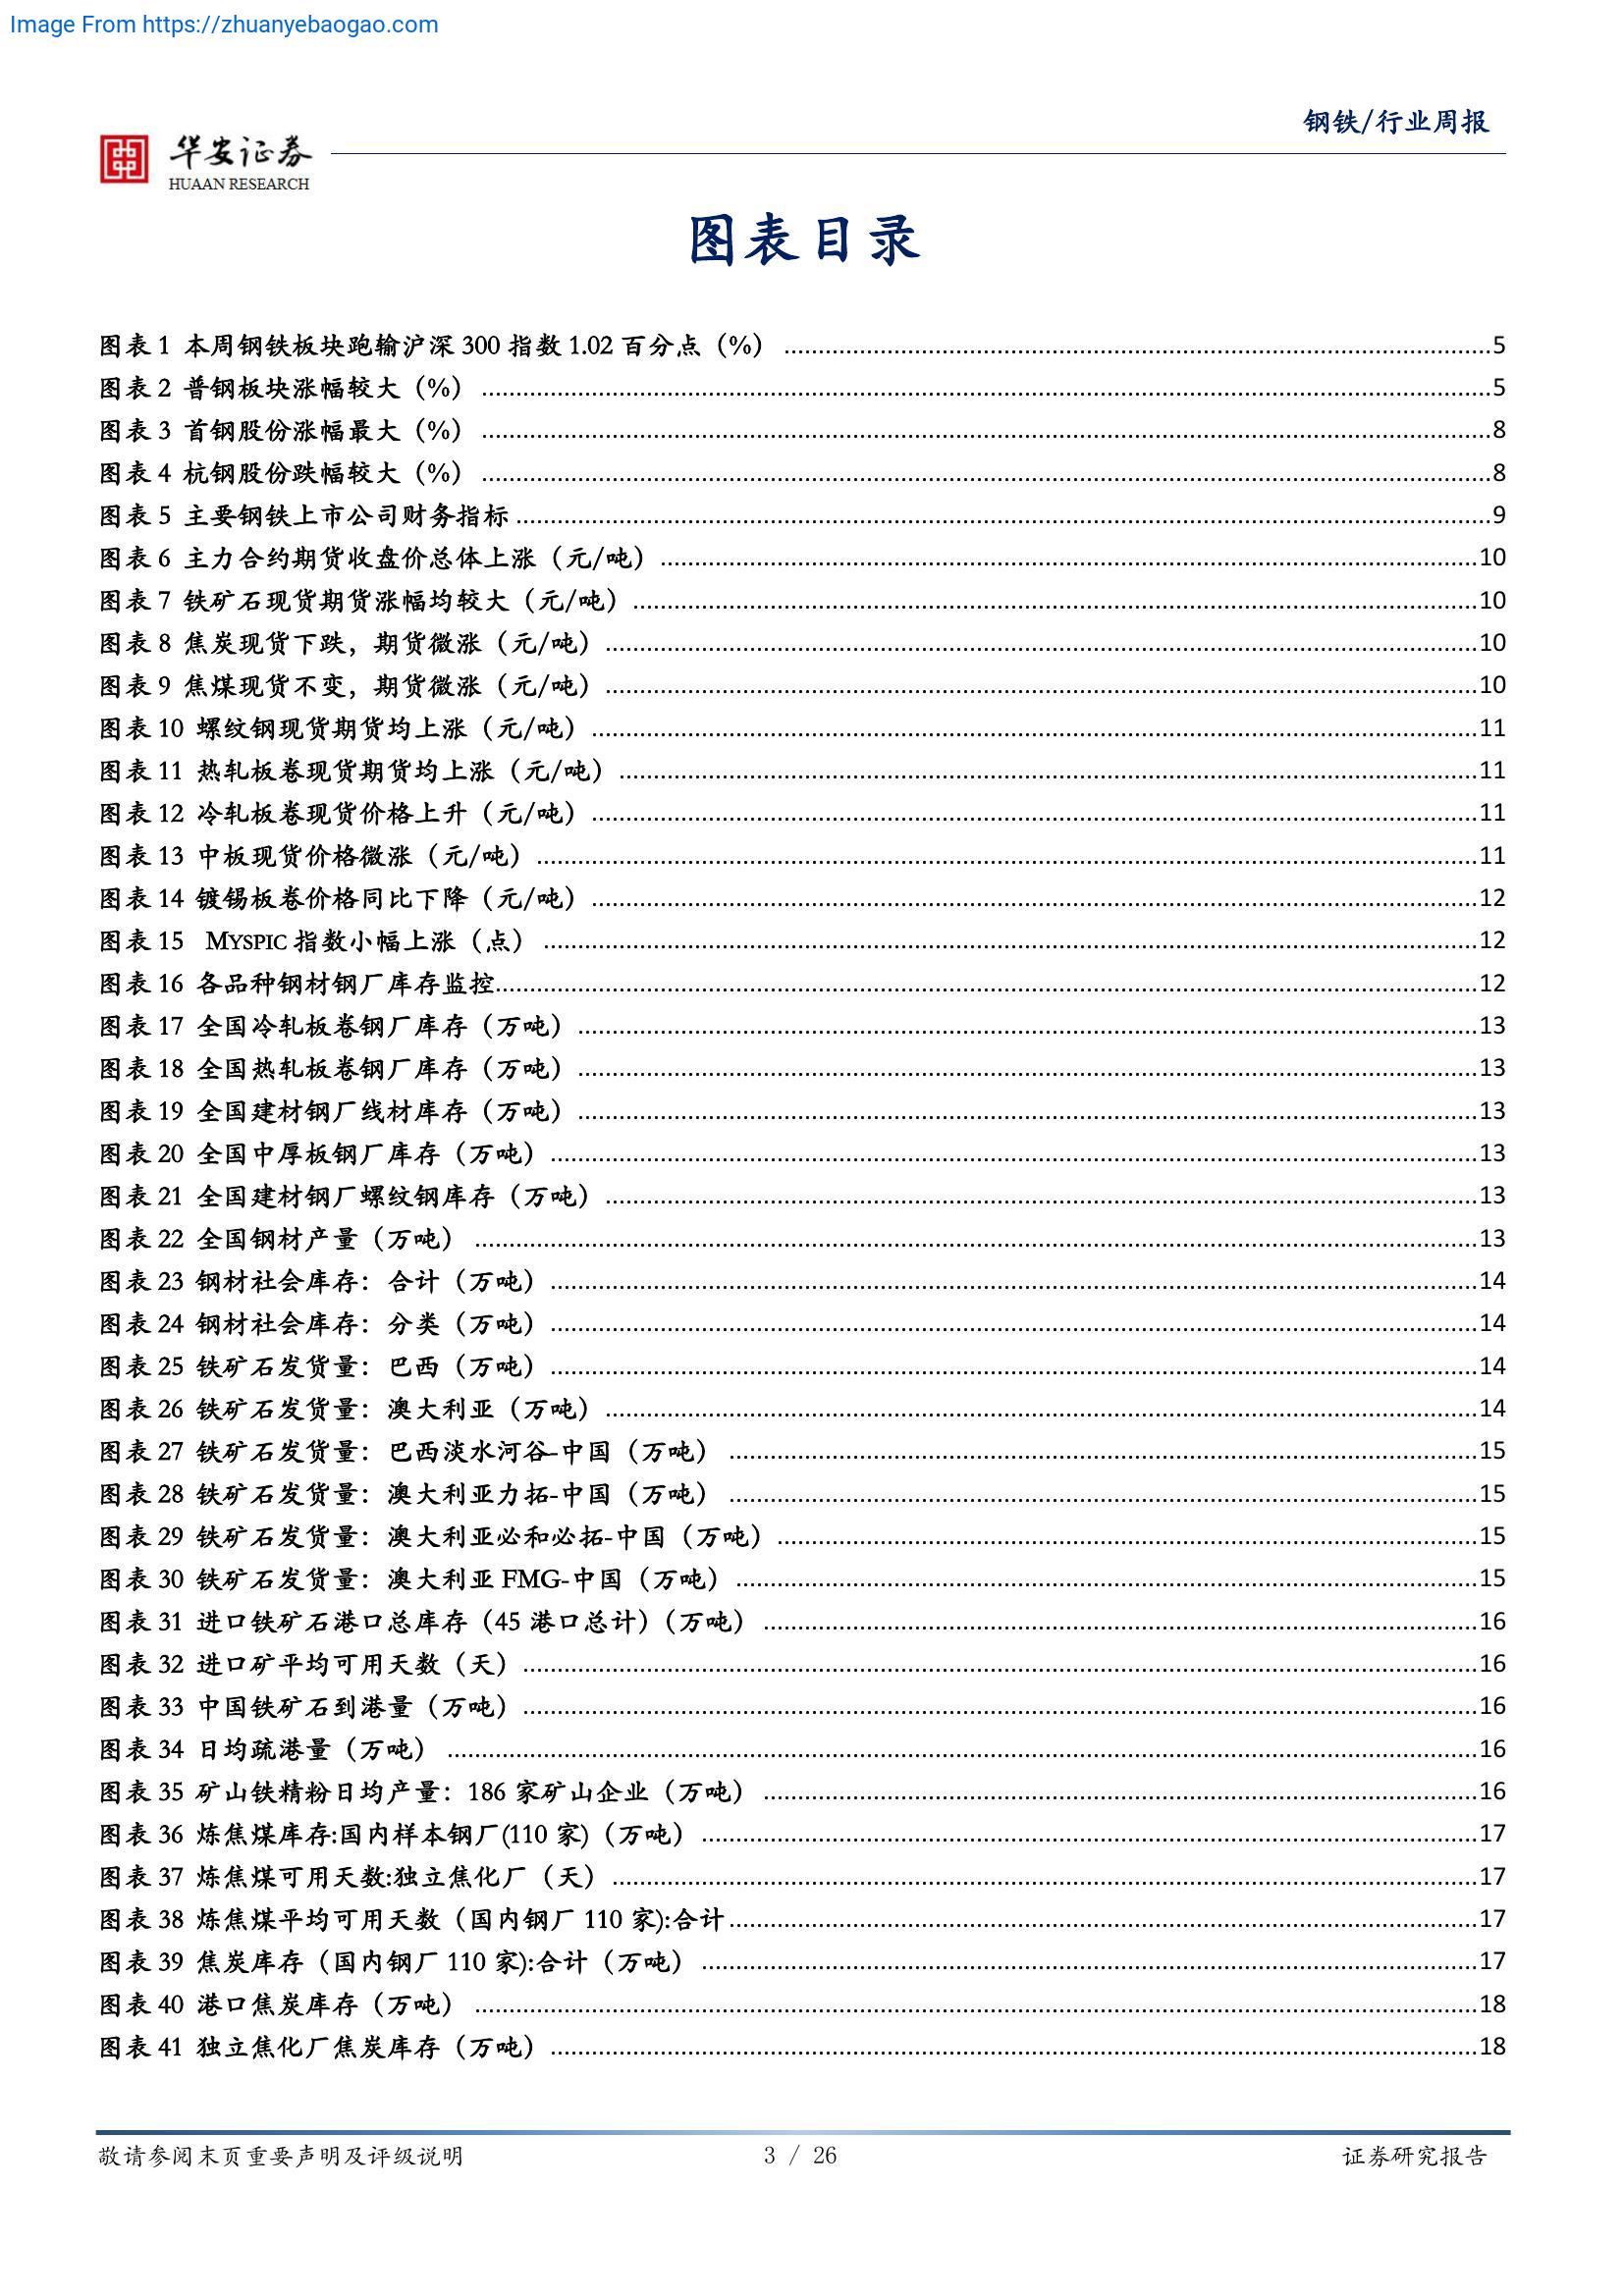 Image From https://zhuanyebaogao.com
钢铁/行业周报
华安证券
HUAAN RESEARCH
图表目录
图表 1 本周钢铁板块跑输沪深 300 指数 1.02 百分点（%）5
图表 2 普钢板块涨幅较大（%）5
图表 3 首钢股份涨幅最大（%）8
图表 4 杭钢股份跌幅较大（%）8
图表 5 主要钢铁上市公司财务指标9
图表 6 主力合约期货收盘价总体上涨（元/吨）10
图表 7 铁矿石现货期货涨幅均较大（元/吨）10
图表 8 焦炭现货下跌，期货微涨（元/吨）10
图表 9 焦煤现货不变，期货微涨（元/吨）10
图表 10 螺纹钢现货期货均上涨（元/吨）11
图表 11 热轧板卷现货期货均上涨（元/吨）11
图表 12 冷轧板卷现货价格上升（元/吨）11
图表 13 中板现货价格微涨（元/吨）11
图表 14 镀锡板卷价格同比下降（元/吨）12
图表 15 MYSPIC 指数小幅上涨（点）12
图表 16 各品种钢材钢厂库存监控12
图表 17 全国冷轧板卷钢厂库存（万吨）13
图表 18 全国热轧板卷钢厂库存（万吨）13
图表 19 全国建材钢厂线材库存（万吨）13
图表 20 全国中厚板钢厂库存（万吨）13
图表 21 全国建材钢厂螺纹钢库存（万吨）13
图表 22 全国钢材产量（万吨）13
图表 23 钢材社会库存：合计（万吨）14
图表 24 钢材社会库存：分类（万吨）14
图表 25 铁矿石发货量：巴西（万吨）14
图表 26 铁矿石发货量：澳大利亚（万吨）14
图表 27 铁矿石发货量：巴西淡水河谷-中国（万吨）15
图表 28 铁矿石发货量：澳大利亚力拓-中国（万吨）15
图表 29 铁矿石发货量：澳大利亚必和必拓-中国（万吨）15
图表 30 铁矿石发货量：澳大利亚 FMG-中国（万吨）15
图表 31 进口铁矿石港口总库存（45 港口总计）（万吨）16
图表 32 进口矿平均可用天数（天）16
图表 33 中国铁矿石到港量（万吨）16
图表 34 日均疏港量（万吨）16
图表 35 矿山铁精粉日均产量：186 家矿山企业（万吨）16
图表 36 炼焦煤库存:国内样本钢厂(110 家)（万吨）17
图表 37 炼焦煤可用天数:独立焦化厂（天）17
图表 38 炼焦煤平均可用天数（国内钢厂 110 家):合计17
图表 39 焦炭库存（国内钢厂 110 家):合计（万吨）17
图表 40 港口焦炭库存（万吨）18
图表 41 独立焦化厂焦炭库存（万吨）18
敬请参阅末页重要声明及评级说明 3 / 26 证券研究报告